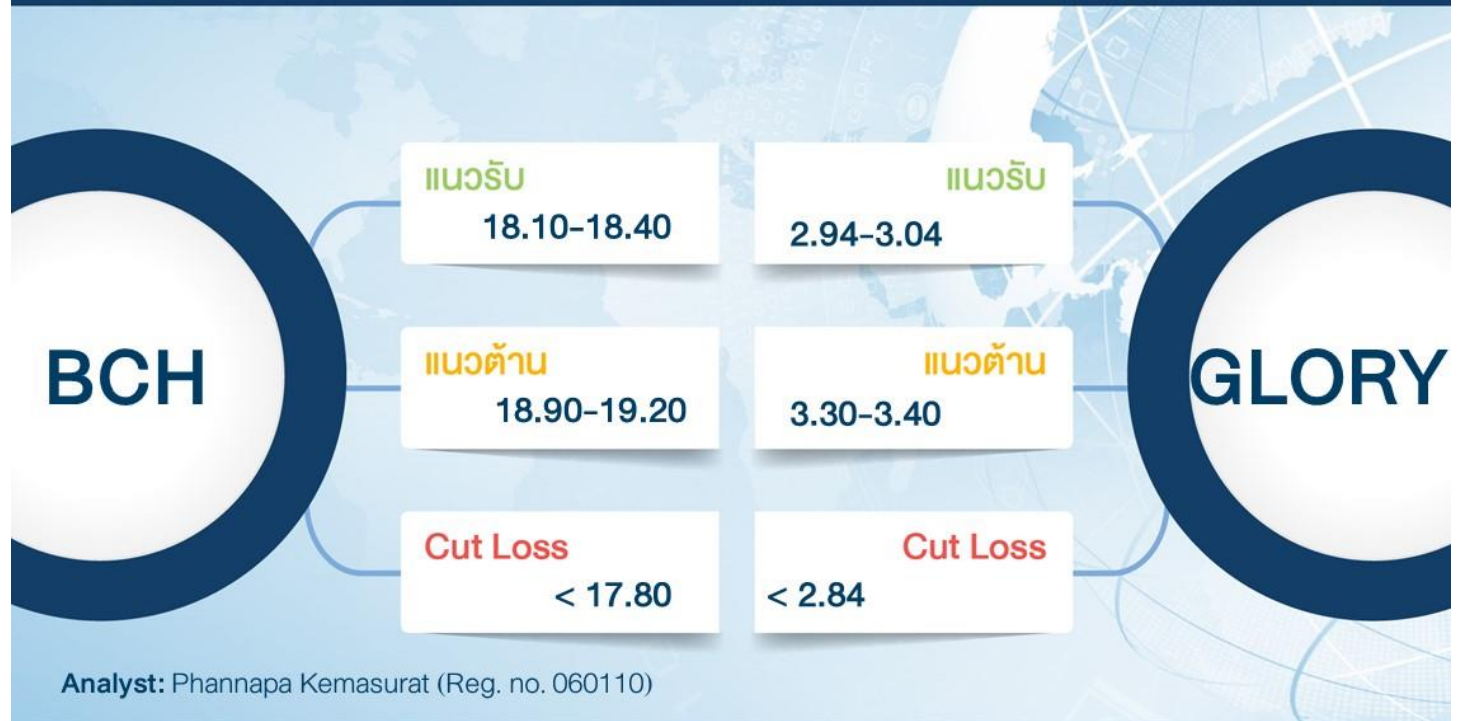 BCH
แนวรับ
18.10-18.40
แนวต้าน
18.90-19.20
Cut Loss
< 17.80
แนวรับ
2.94-3.04
แนวต้าน
3.30-3.40
Cut Loss
< 2.84
GLORY
Analyst: Phannapa Kemasurat (Reg. no. 060110)